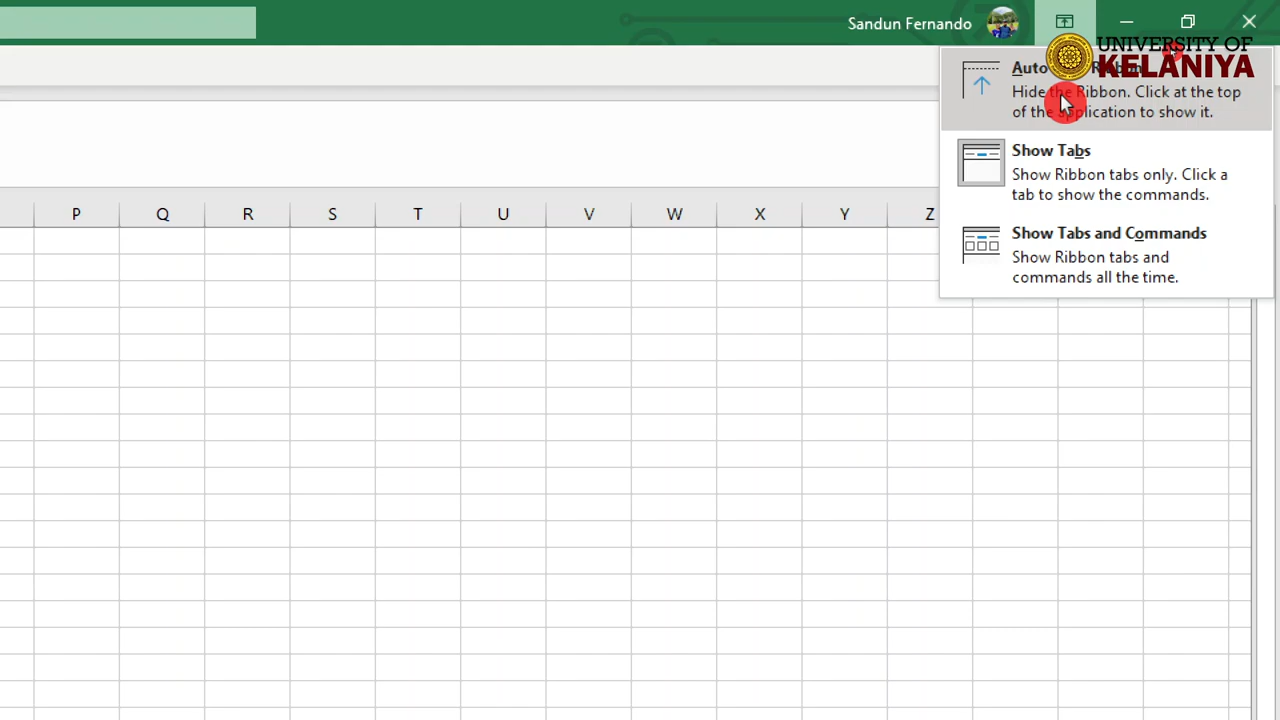 Sandun Fernando
UNIVERSITY OF
KELANIYA
Auto
Hide the Ribbon. Click at the top
of the application to show it.
Show Tabs
Show Ribbon tabs only. Click a
tab to show the commands.
Show Tabs and Commands
Show Ribbon tabs and
commands all the time.
P Q R S T U V W X Y Z